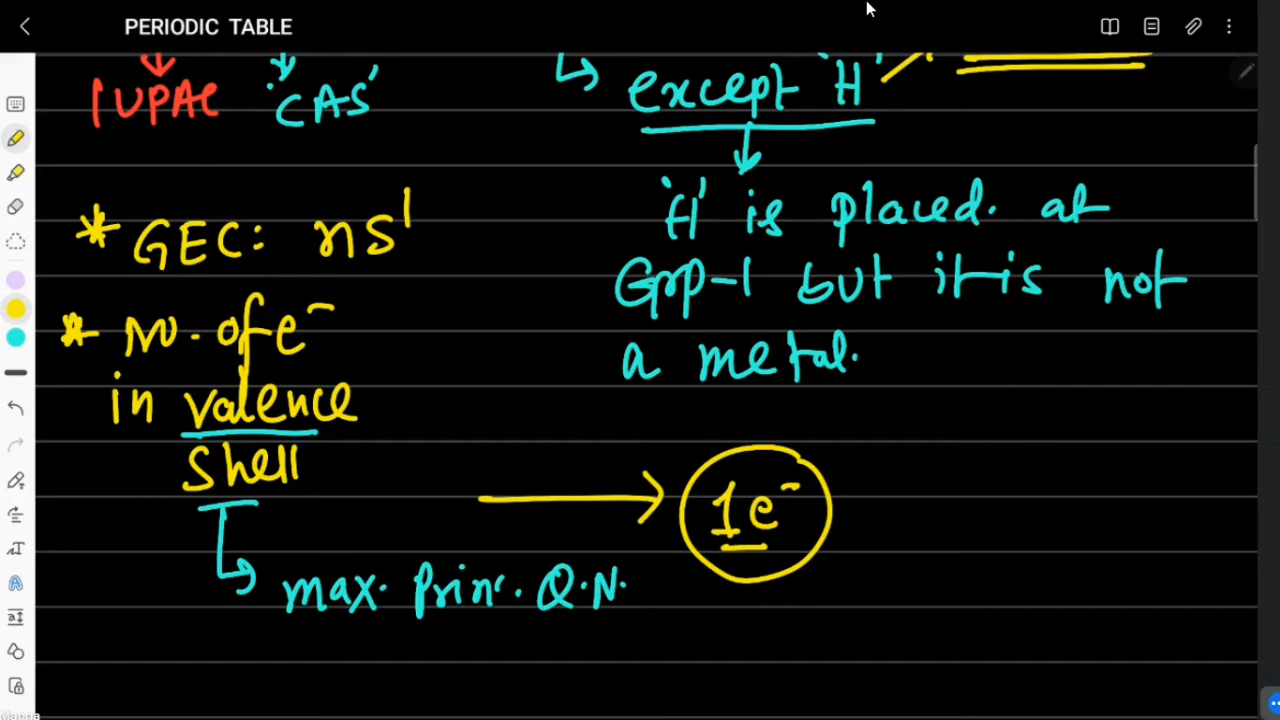 PERIODIC TABLE
IUPAC 'CAS'
except 'H'
'H' is placed. at
Grp-1 but it is not
a metal.
* GEC: ns¹
* No. of e⁻
in valence
Shell
1e⁻
max. Prin. Q.N.